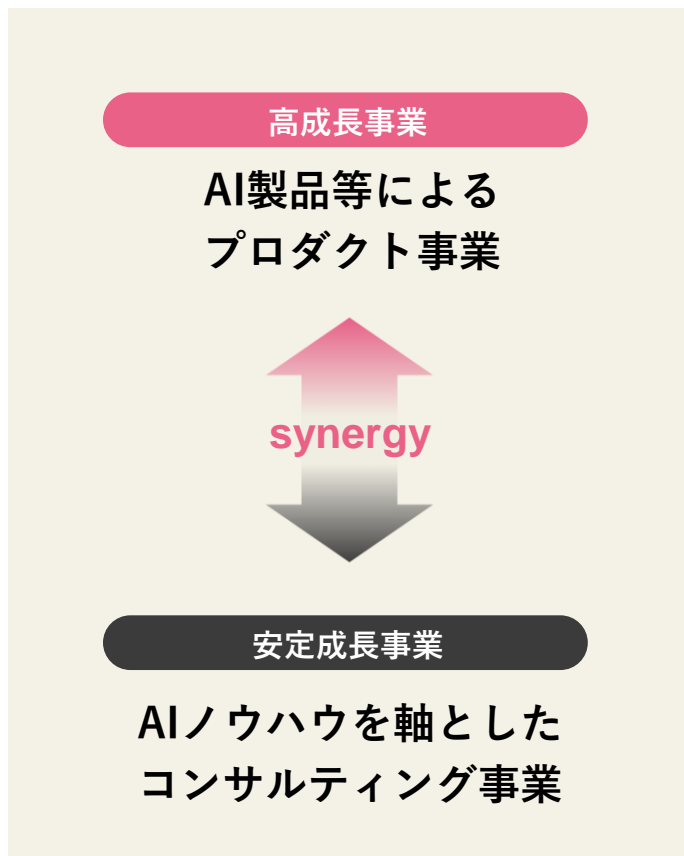 高成長事業
AI製品等による
プロダクト事業
synergy
安定成長事業
AIノウハウを軸とした
コンサルティング事業